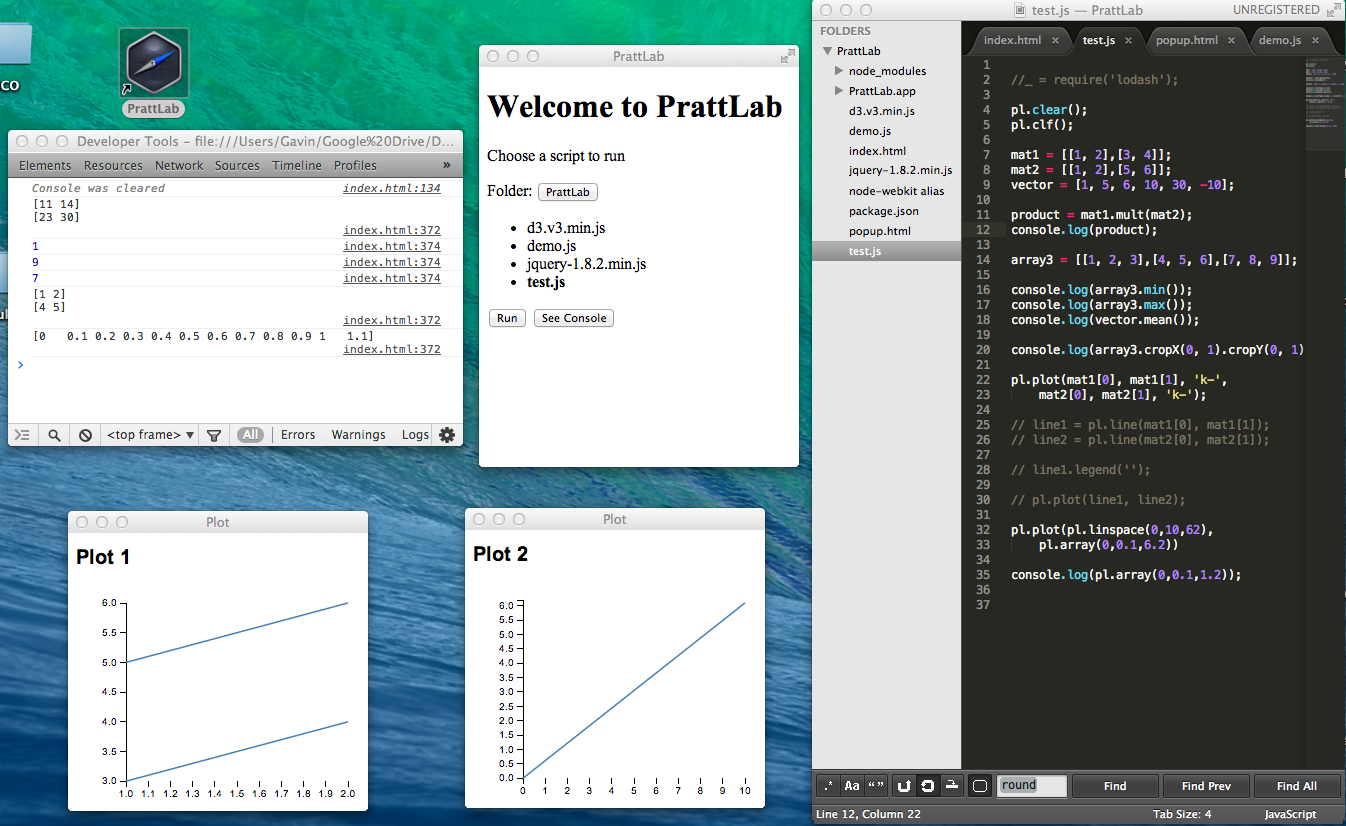 CO
PrattLab
Developer Tools - file:///Users/Gavin/Google%20Drive/D...
Elements Resources Network Sources Timeline Profiles »
Console was cleared index.html:134
[11 14]
[23 30]
index.html:372
1 index.html:374
9 index.html:374
7 index.html:374
[1 2]
[4 5]
index.html:372
[0   0.1 0.2 0.3 0.4 0.5 0.6 0.7 0.8 0.9 1   1.1]
index.html:372
>
<top frame> ▼ All Errors Warnings Logs
PrattLab
Welcome to PrattLab
Choose a script to run
Folder: PrattLab
• d3.v3.min.js
• demo.js
• jquery-1.8.2.min.js
• test.js
Run See Console
Plot
Plot 1
6.0
5.5
5.0
4.5
4.0
3.5
3.0
1.0 1.1 1.2 1.3 1.4 1.5 1.6 1.7 1.8 1.9 2.0
Plot
Plot 2
6.0
5.5
5.0
4.5
4.0
3.5
3.0
2.5
2.0
1.5
1.0
0.5
0.0
0 1 2 3 4 5 6 7 8 9 10
test.js — PrattLab UNREGISTERED
FOLDERS
▼ PrattLab
▶ node_modules
▶ PrattLab.app
d3.v3.min.js
demo.js
index.html
jquery-1.8.2.min.js
node-webkit alias
package.json
popup.html
test.js
index.html × test.js × popup.html × demo.js ×
1
2 //_ = require('lodash');
3
4 pl.clear();
5 pl.clf();
6
7 mat1 = [[1, 2],[3, 4]];
8 mat2 = [[1, 2],[5, 6]];
9 vector = [1, 5, 6, 10, 30, -10];
10
11 product = mat1.mult(mat2);
12 console.log(product);
13
14 array3 = [[1, 2, 3],[4, 5, 6],[7, 8, 9]];
15
16 console.log(array3.min());
17 console.log(array3.max());
18 console.log(vector.mean());
19
20 console.log(array3.cropX(0, 1).cropY(0, 1)
21
22 pl.plot(mat1[0], mat1[1], 'k-',
23     mat2[0], mat2[1], 'k-');
24
25 // line1 = pl.line(mat1[0], mat1[1]);
26 // line2 = pl.line(mat2[0], mat2[1]);
27
28 // line1.legend('');
29
30 // pl.plot(line1, line2);
31
32 pl.plot(pl.linspace(0,10,62),
33     pl.array(0,0.1,6.2))
34
35 console.log(pl.array(0,0.1,1.2));
36
37
.* Aa “ ” round Find Find Prev Find All
Line 12, Column 22 Tab Size: 4 JavaScript